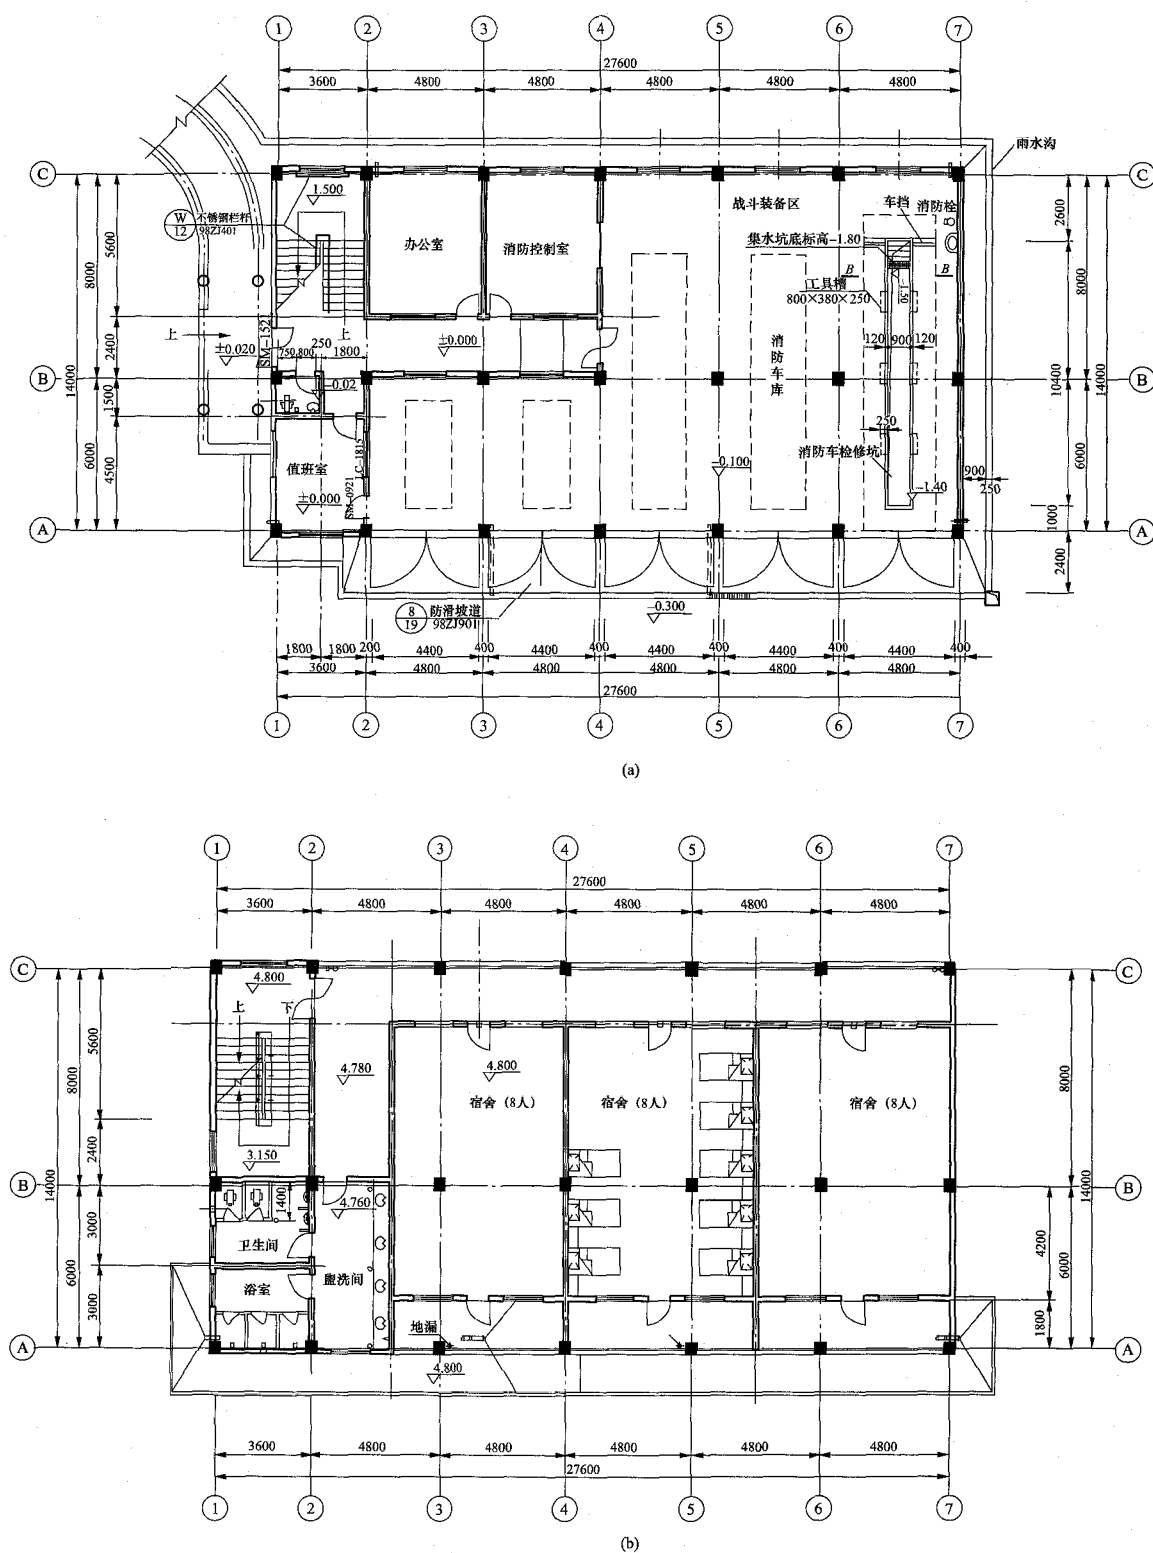 1 2 3 4 5 6 7
27600
3600 4800 4800 4800 4800 4800
雨水沟
C C
1.500
战斗装备区
车挡 消防栓
W
12
不锈钢栏杆
98ZJ401
办公室 消防控制室
集水坑底标高-1.80
B B
工具槽
800×380×250
-1.50
5600 8000 14000
2600 8000
上
±0.020
SM-1521
上
±0.000
250
750,800 1800
-0.02
消防车库
120 900 120
2400
B B
1500
10400 14000
250
值班室
LC-1815
消防车检修坑
-0.100
6000 4500
±0.000
SM-0921
-1.40
900
250
6000
A A
1000
2400
8
19
防滑坡道
98ZJ901
-0.300
1800 1800 200 4400 400 4400 400 4400 400 4400 400 4400 400
3600 4800 4800 4800 4800 4800
27600
1 2 3 4 5 6 7
(a)
1 2 3 4 5 6 7
27600
3600 4800 4800 4800 4800 4800
C C
4.800
上 下
5600 8000 14000
4.780
4.800
宿舍（8人） 宿舍（8人） 宿舍（8人）
8000 14000
2400
3.150
B B
1400
4.760
卫生间
3000 6000
4200 6000
浴室
盥洗间
3000
地漏
1800
A A
4.800
3600 4800 4800 4800 4800 4800
27600
1 2 3 4 5 6 7
(b)